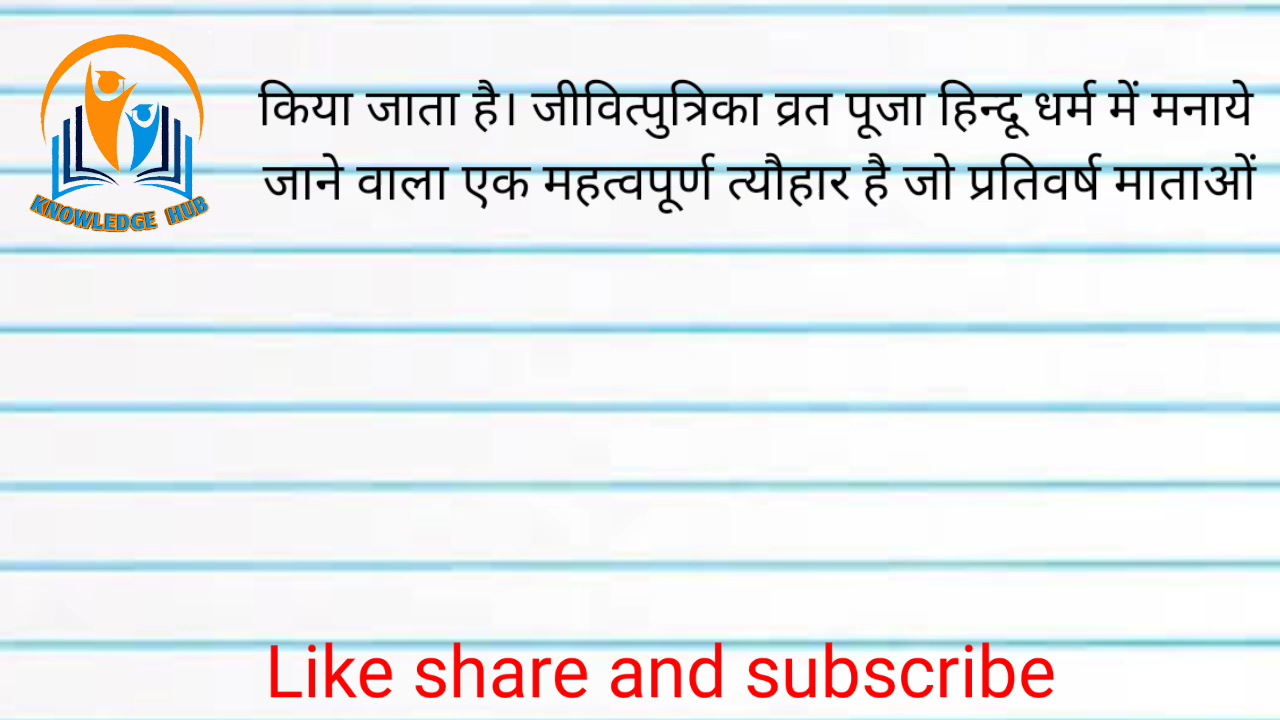 किया जाता है। जीवित्पुत्रिका व्रत पूजा हिन्दू धर्म में मनाये
जाने वाला एक महत्वपूर्ण त्यौहार है जो प्रतिवर्ष माताओं
KNOWLEDGE HUB
Like share and subscribe